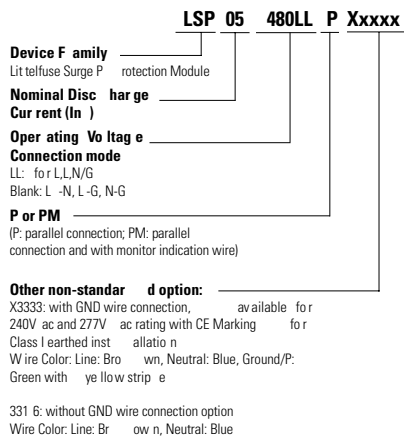 LSP 05 480LL P Xxxxx
Device F amily
Lit telfuse Surge P rotection Module
Nominal Disc har ge
Cur rent (In )
Oper ating Vo ltag e
Connection mode
LL: fo r L,L,N/G
Blank: L -N, L -G, N-G
P or PM
(P: parallel connection; PM: parallel
connection and with monitor indication wire)
Other non-standar d option:
X3333: with GND wire connection, av ailable fo r
240V ac and 277V ac rating with CE Marking fo r
Class I earthed inst allatio n
W ire Color: Line: Bro wn, Neutral: Blue, Ground/P:
Green with ye llow strip e
331 6: without GND wire connection option
Wire Color: Line: Br ow n, Neutral: Blue